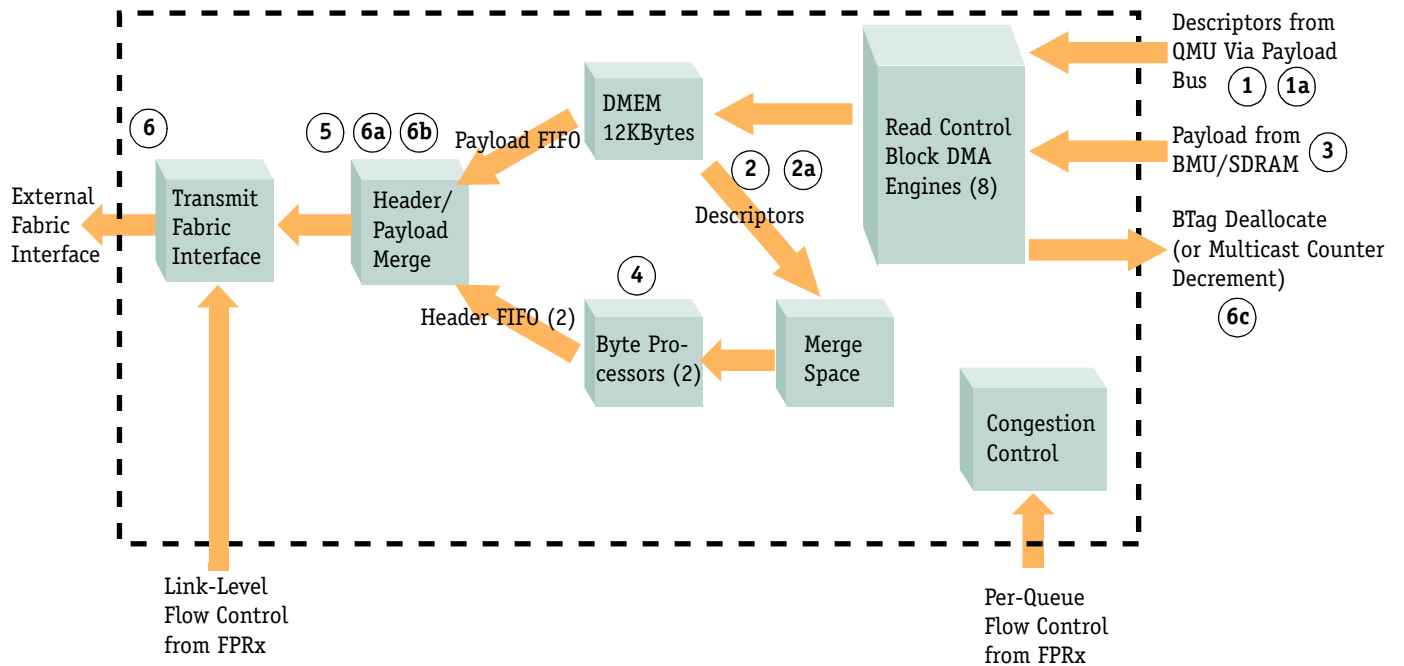 Descriptors from
QMU Via Payload
Bus 1 1a
DMEM
12KBytes
Read Control
Block DMA
Engines (8)
Payload from
BMU/SDRAM 3
6
5 6a 6b
Payload FIFO
2 2a
Descriptors
External
Fabric
Interface
Transmit
Fabric
Interface
Header/
Payload
Merge
BTag Deallocate
(or Multicast Counter
Decrement)
6c
4
Header FIFO (2)
Byte Pro-
cessors (2)
Merge
Space
Congestion
Control
Link-Level
Flow Control
from FPRx
Per-Queue
Flow Control
from FPRx